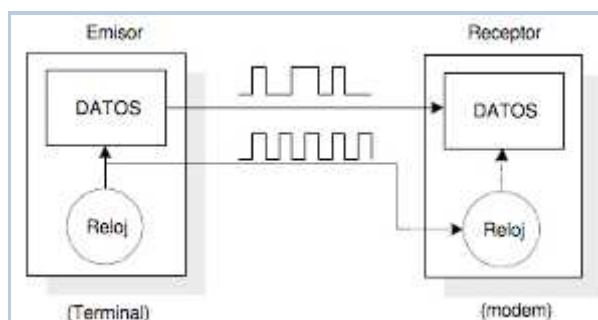 Emisor Receptor
DATOS DATOS
Reloj Reloj
(Terminal) (modem)